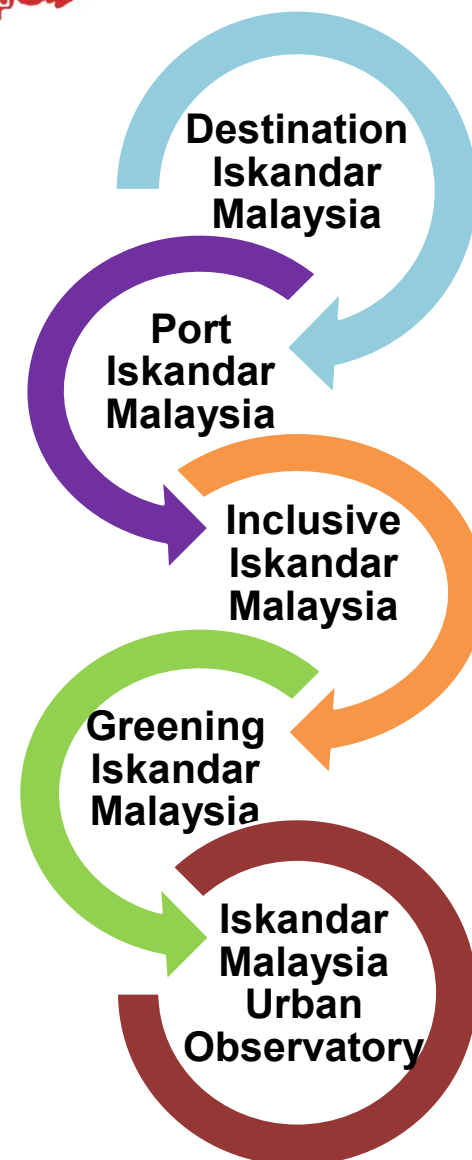 Destination
Iskandar
Malaysia
Port
Iskandar
Malaysia
Inclusive
Iskandar
Malaysia
Greening
Iskandar
Malaysia
Iskandar
Malaysia
Urban
Observatory